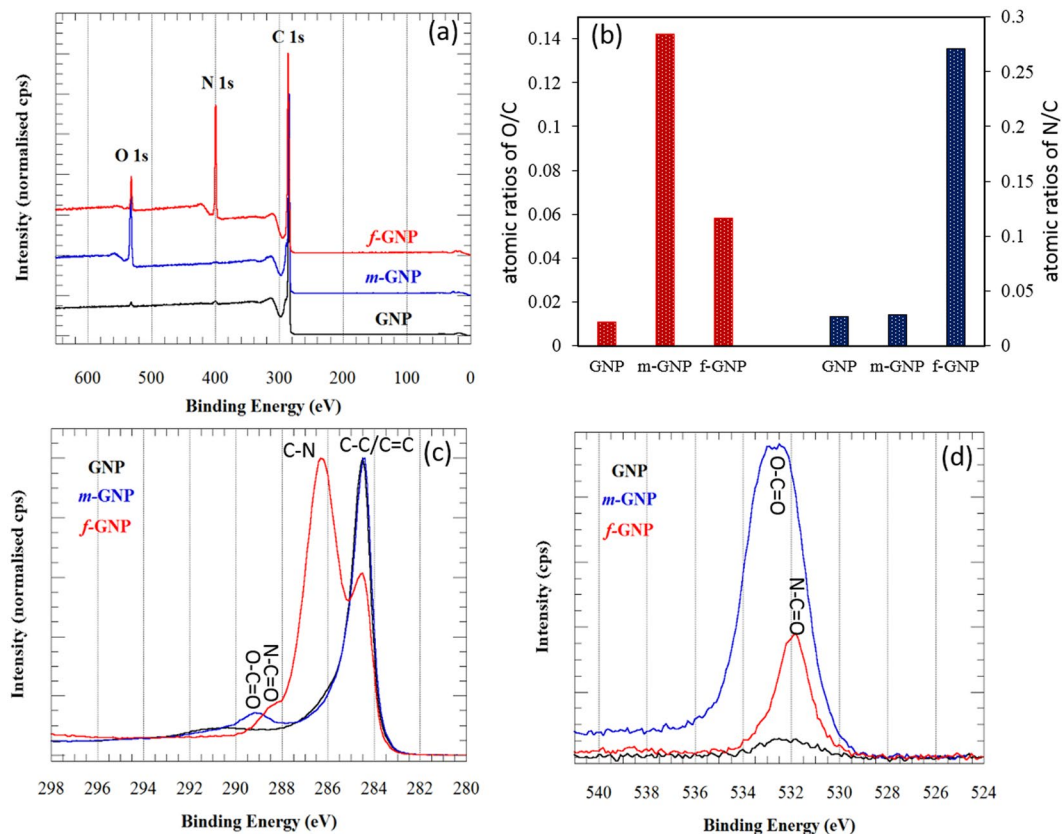 (a)
C 1s
N 1s
O 1s
f-GNP
m-GNP
GNP
Intensity (normalised cps)
600 500 400 300 200 100 0
Binding Energy (eV)
(b)
atomic ratios of O/C
0.14
0.12
0.1
0.08
0.06
0.04
0.02
0
atomic ratios of N/C
0.3
0.25
0.2
0.15
0.1
0.05
0
GNP m-GNP f-GNP GNP m-GNP f-GNP
(c)
C-N
C-C/C=C
GNP
m-GNP
f-GNP
O-C=O
N-C=O
Intensity (normalised cps)
298 296 294 292 290 288 286 284 282 280
Binding Energy (eV)
(d)
GNP
m-GNP
f-GNP
O-C=O
N-C=O
Intensity (cps)
540 538 536 534 532 530 528 526 524
Binding Energy (eV)